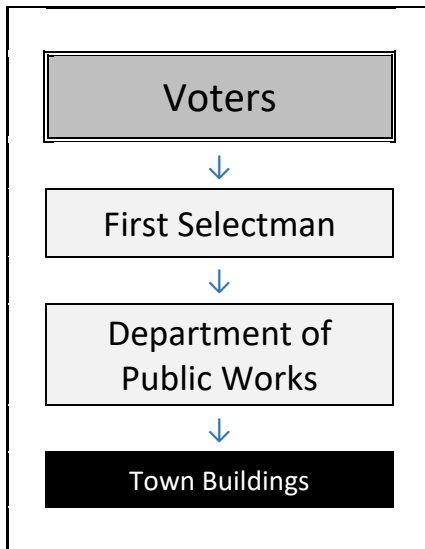 Voters
First Selectman
Department of
Public Works
Town Buildings